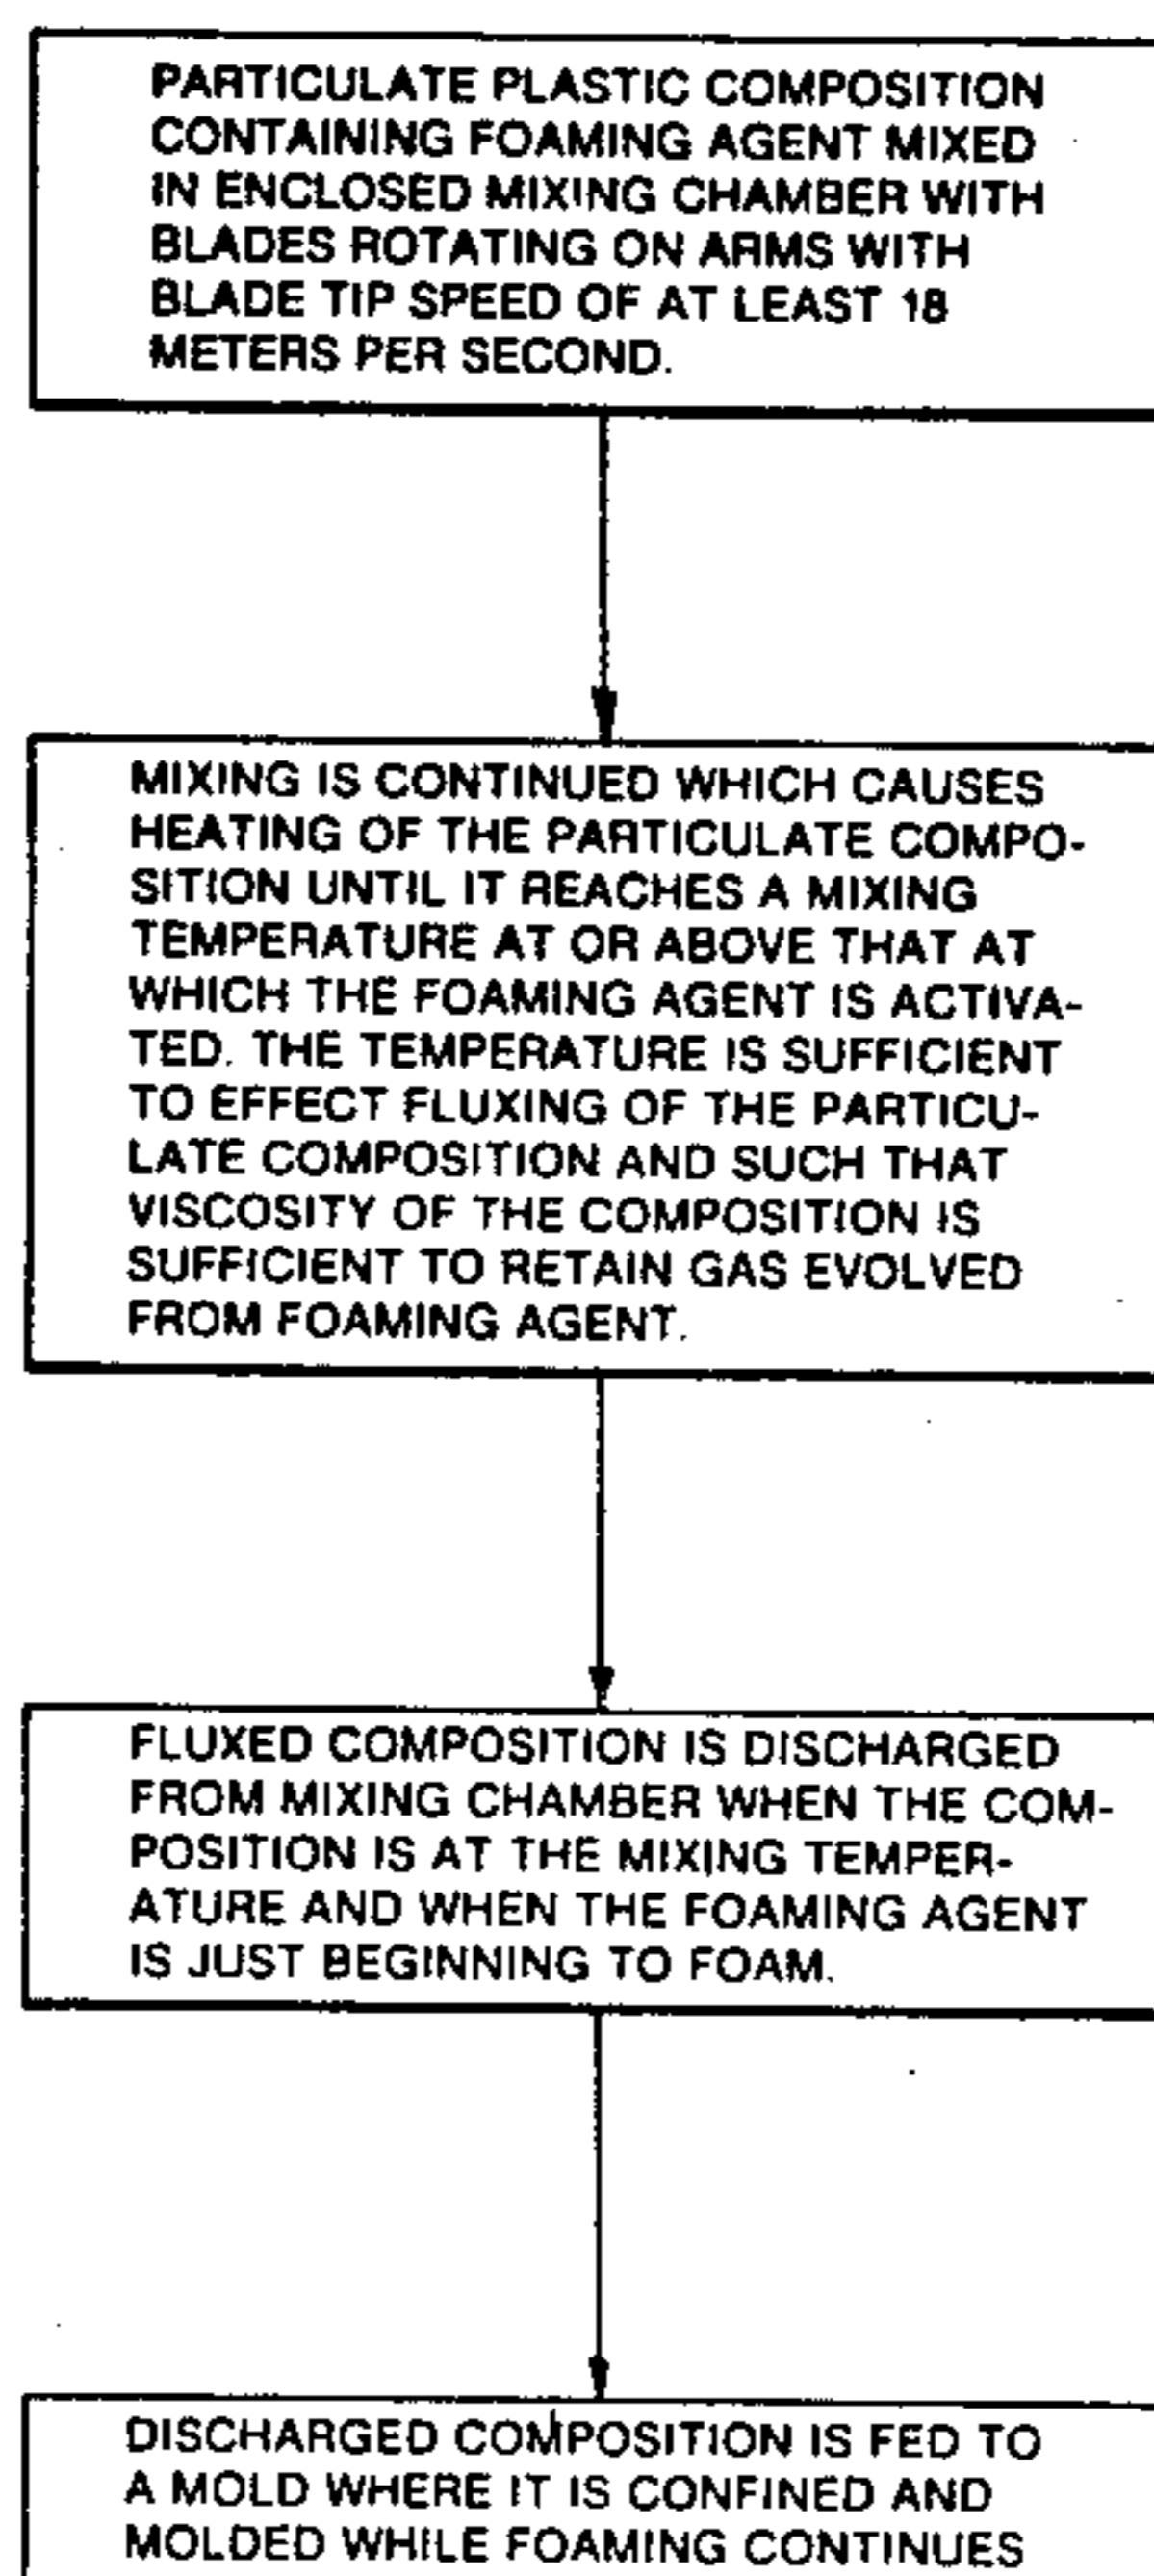 PARTICULATE PLASTIC COMPOSITION
CONTAINING FOAMING AGENT MIXED
IN ENCLOSED MIXING CHAMBER WITH
BLADES ROTATING ON ARMS WITH
BLADE TIP SPEED OF AT LEAST 18
METERS PER SECOND.
MIXING IS CONTINUED WHICH CAUSES
HEATING OF THE PARTICULATE COMPO-
SITION UNTIL IT REACHES A MIXING
TEMPERATURE AT OR ABOVE THAT AT
WHICH THE FOAMING AGENT IS ACTIVA-
TED. THE TEMPERATURE IS SUFFICIENT
TO EFFECT FLUXING OF THE PARTICU-
LATE COMPOSITION AND SUCH THAT
VISCOSITY OF THE COMPOSITION IS
SUFFICIENT TO RETAIN GAS EVOLVED
FROM FOAMING AGENT.
FLUXED COMPOSITION IS DISCHARGED
FROM MIXING CHAMBER WHEN THE COM-
POSITION IS AT THE MIXING TEMPER-
ATURE AND WHEN THE FOAMING AGENT
IS JUST BEGINNING TO FOAM.
DISCHARGED COMPOSITION IS FED TO
A MOLD WHERE IT IS CONFINED AND
MOLDED WHILE FOAMING CONTINUES